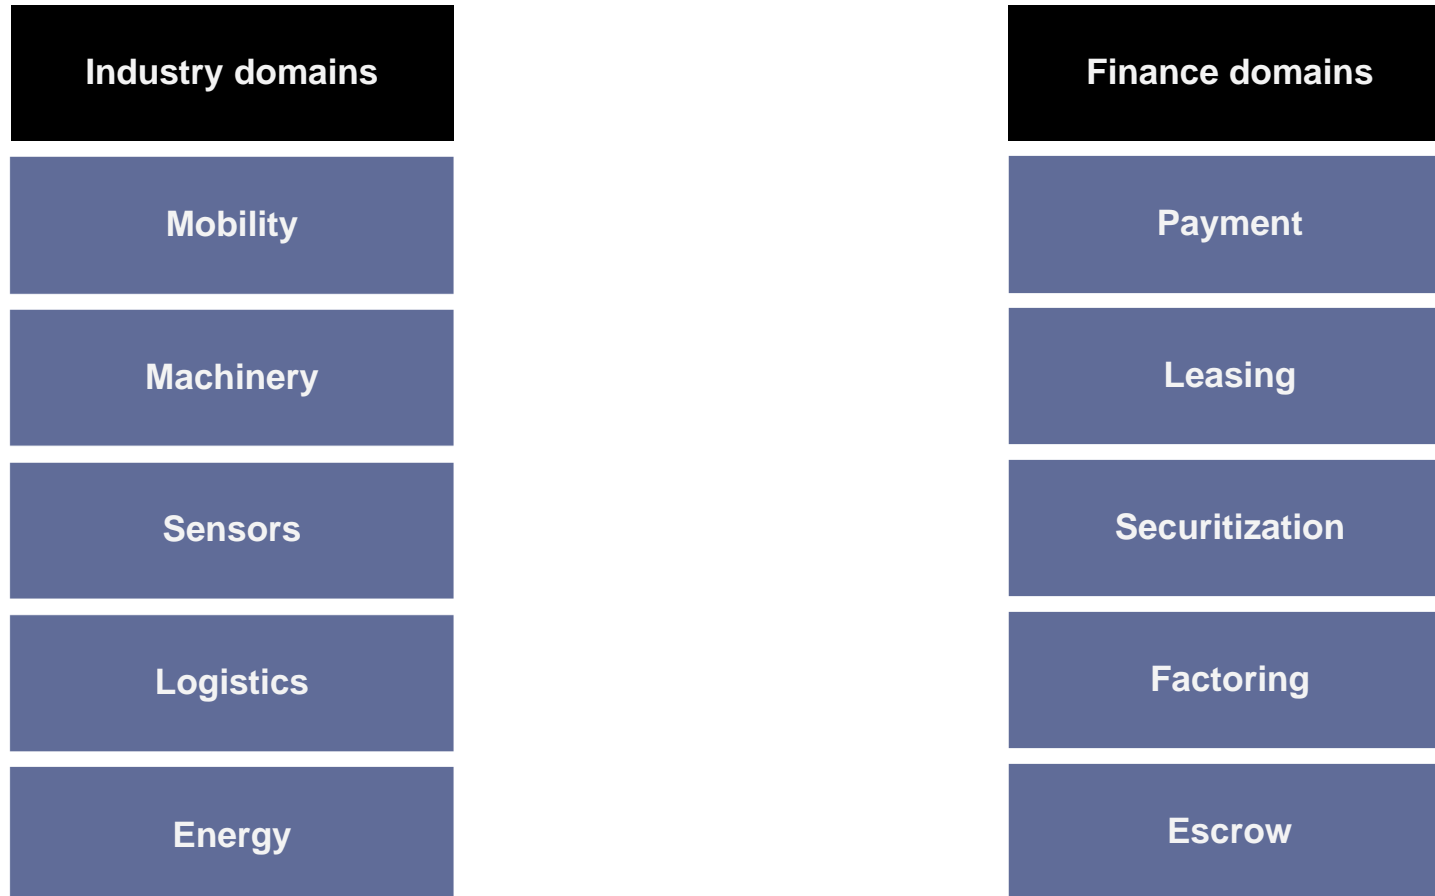 Industry domains
Mobility
Machinery
Sensors
Logistics
Energy
Finance domains
Payment
Leasing
Securitization
Factoring
Escrow